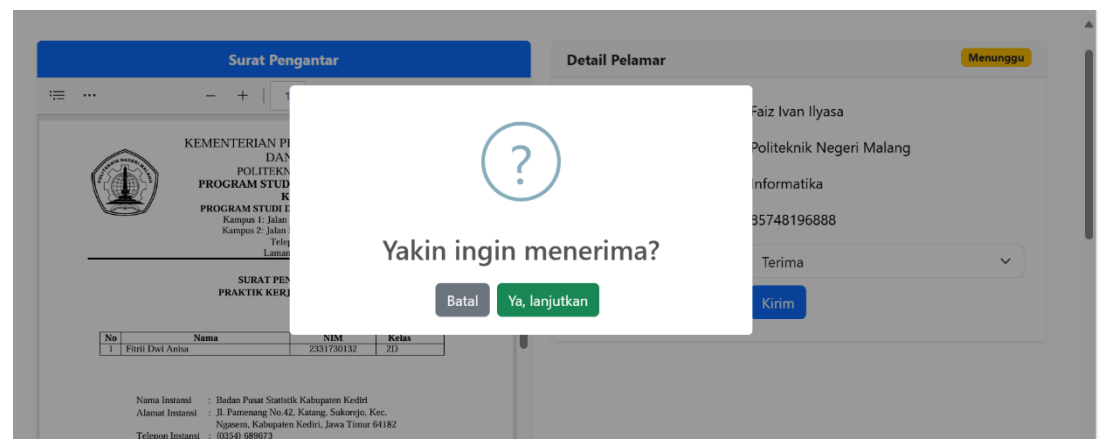 Surat Pengantar
KEMENTERIAN
DAN
POLITEKN
PROGRAM STUD
K
PROGRAM STUDI D
Kampus 1: Jalan
Kampus 2: Jalan
Telep
Laman
SURAT PEN
PRAKTIK KERJ
No Nama NIM Kelas
1 Fitrii Dwi Anisa 2331730132 2D
Nama Instansi : Badan Pusat Statistik Kabupaten Kediri
Alamat Instansi : Jl. Pamenang No.42, Katang, Sukorejo, Kec.
Ngasem, Kabupaten Kediri, Jawa Timur 64182
Telepon Instansi : (0354) 689673
?
Yakin ingin menerima?
Batal Ya, lanjutkan
Detail Pelamar Menunggu
Faiz Ivan Ilyasa
Politeknik Negeri Malang
Informatika
85748196888
Terima
Kirim